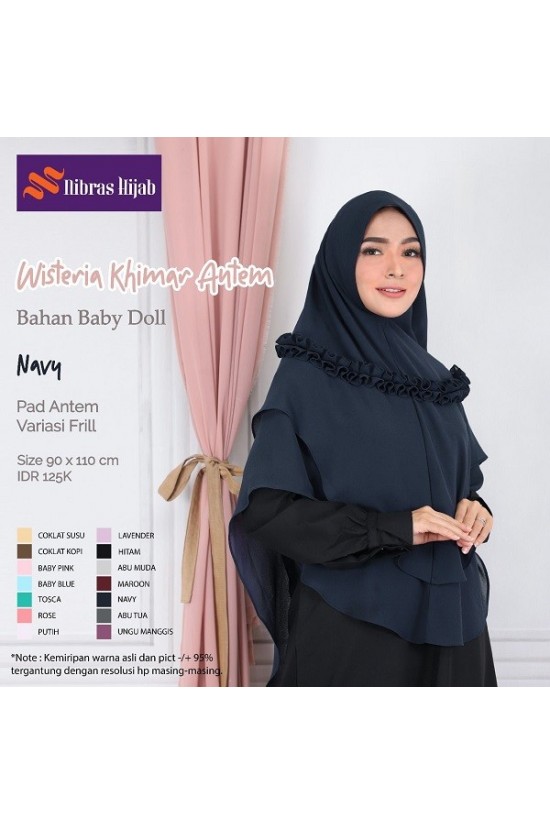 Nibras Hijab
Wisteria Khimar Antem
Bahan Baby Doll
Navy
Pad Antem
Variasi Frill
Size 90 x 110 cm
IDR 125K
COKLAT SUSU
COKLAT KOPI
BABY PINK
BABY BLUE
TOSCA
ROSE
PUTIH
LAVENDER
HITAM
ABU MUDA
MAROON
NAVY
ABU TUA
UNGU MANGGIS
*Note : Kemiripan warna asli dan pict -/+ 95%
tergantung dengan resolusi hp masing-masing.